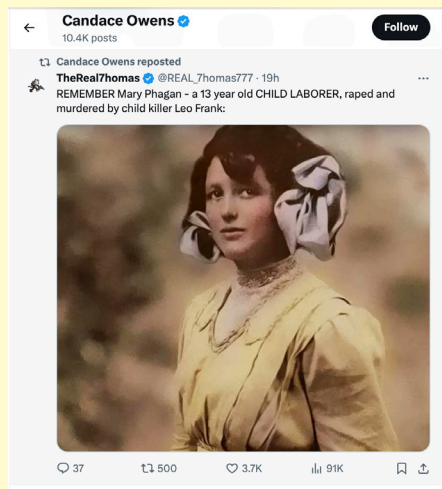 Candace Owens
10.4K posts
Follow
Candace Owens reposted
TheReal7homas @REAL_7homas777 · 19h
REMEMBER Mary Phagan - a 13 year old CHILD LABORER, raped and
murdered by child killer Leo Frank:
37 500 3.7K 91K